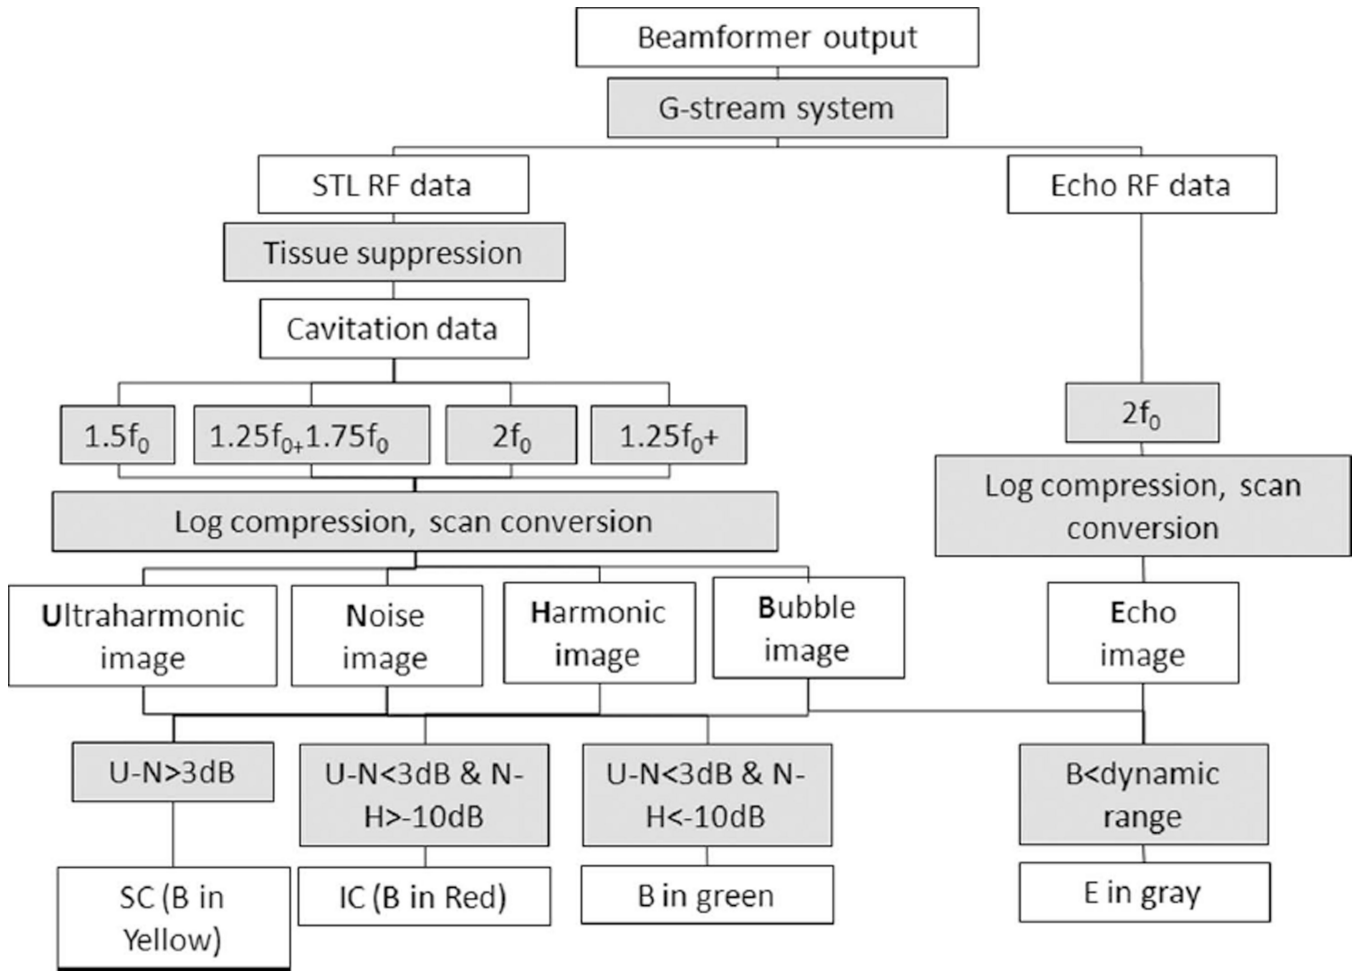 Beamformer output
G-stream system
STL RF data
Echo RF data
Tissue suppression
Cavitation data
1.5f₀
1.25f₀₊1.75f₀
2f₀
1.25f₀+
2f₀
Log compression, scan conversion
Log compression, scan
conversion
Ultraharmonic
image
Noise
image
Harmonic
image
Bubble
image
Echo
image
U-N>3dB
U-N<3dB & N-
H>-10dB
U-N<3dB & N-
H<-10dB
B<dynamic
range
SC (B in
Yellow)
IC (B in Red)
B in green
E in gray